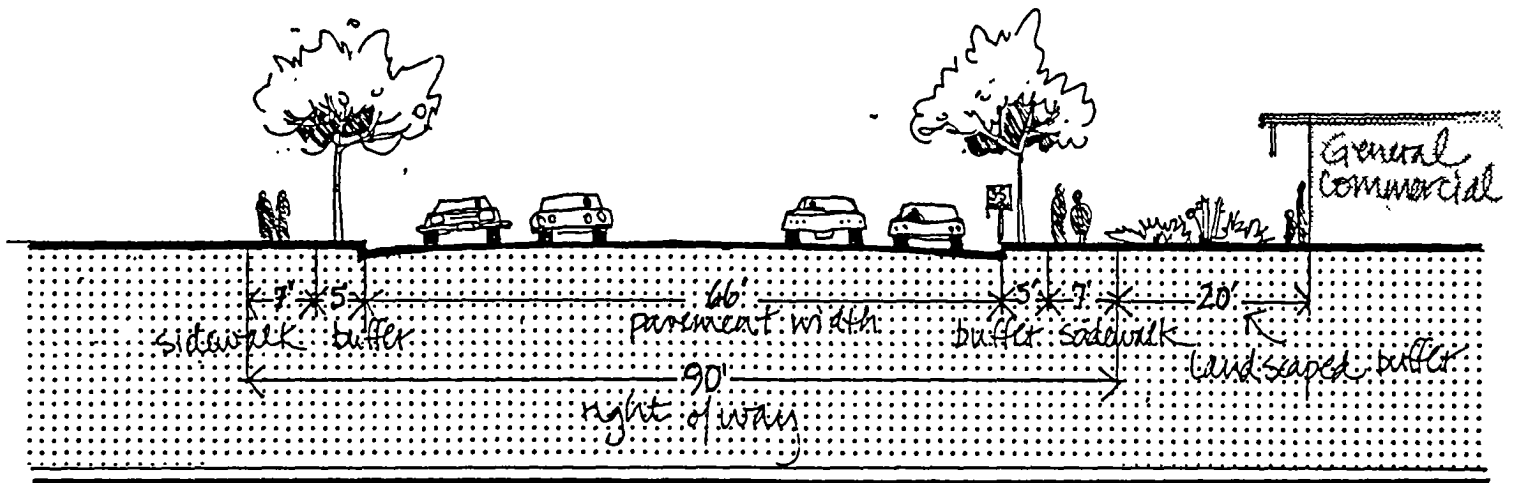 35
General
Commercial
7' 5' 66' 5' 7' 20'
sidewalk buffer pavement width buffer sidewalk
landscaped buffer
90'
right of way